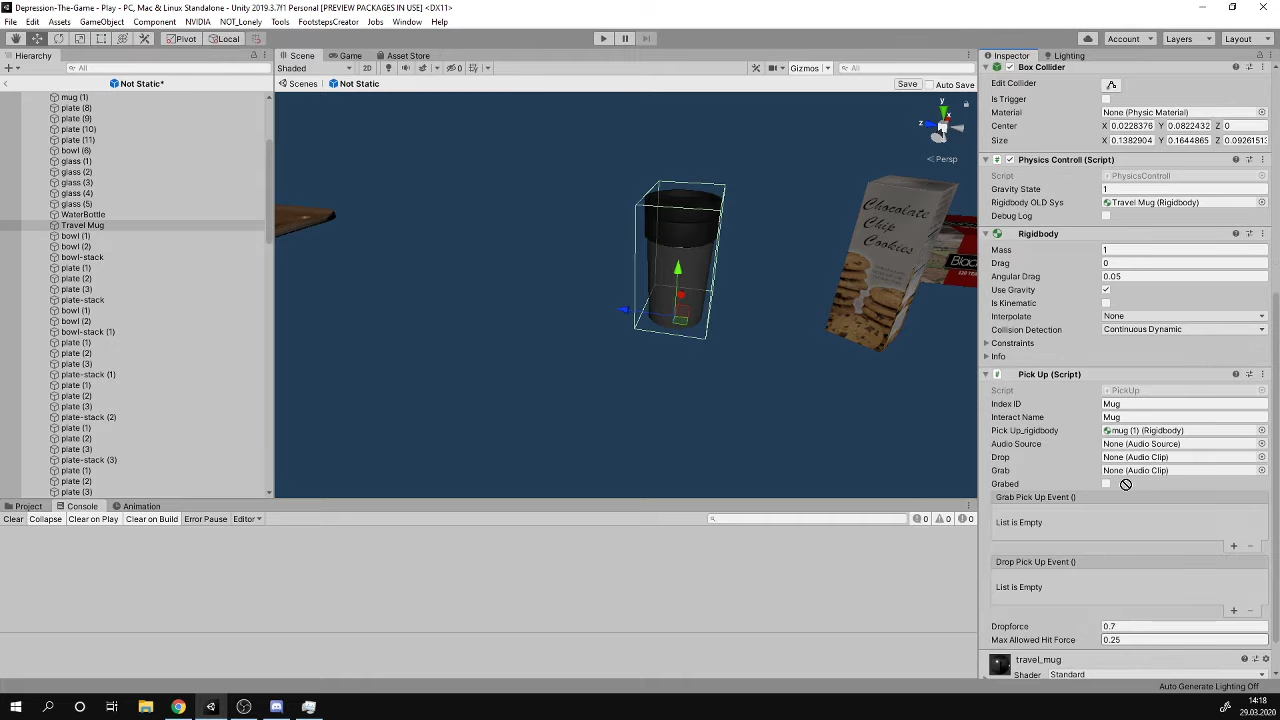 Depression-The-Game - Play - PC, Mac & Linux Standalone - Unity 2019.3.7f1 Personal [PREVIEW PACKAGES IN USE] <DX11>
File Edit Assets GameObject Component NVIDIA NOT_Lonely Tools FootstepsCreator Jobs Window Help
Pivot Local Account Layers Layout
Hierarchy
All
Not Static*
mug (1)
plate (8)
plate (9)
plate (10)
plate (11)
bowl (6)
glass (1)
glass (2)
glass (3)
glass (4)
glass (5)
WaterBottle
Travel Mug
bowl (1)
bowl (2)
bowl-stack
plate (1)
plate (2)
plate (3)
plate-stack
bowl (1)
bowl (2)
bowl-stack (1)
plate (1)
plate (2)
plate (3)
plate-stack (1)
plate (1)
plate (2)
plate (3)
plate-stack (2)
plate (1)
plate (2)
plate (3)
plate-stack (3)
plate (1)
plate (2)
plate (3)
Scene Game Asset Store
Shaded 2D 0 Gizmos All
Scenes Not Static Save Auto Save
y
x
z
Persp
Chocolate
Chip
Cookies
Black
Project Console Animation
Clear Collapse Clear on Play Clear on Build Error Pause Editor 0 0 0
Inspector Lighting
Box Collider
Edit Collider
Is Trigger
Material None (Physic Material)
Center X 0.0228376 Y 0.0822432 Z 0
Size X 0.1382904 Y 0.1644865 Z 0.09261513
Physics Controll (Script)
Script PhysicsControll
Gravity State 1
Rigidbody OLD Sys Travel Mug (Rigidbody)
Debug Log
Rigidbody
Mass 1
Drag 0
Angular Drag 0.05
Use Gravity
Is Kinematic
Interpolate None
Collision Detection Continuous Dynamic
Constraints
Info
Pick Up (Script)
Script PickUp
Index ID Mug
Interact Name Mug
Pick Up_rigidbody mug (1) (Rigidbody)
Audio Source None (Audio Source)
Drop None (Audio Clip)
Grab None (Audio Clip)
Grabed
Grab Pick Up Event ()
List is Empty
Drop Pick Up Event ()
List is Empty
Dropforce 0.7
Max Allowed Hit Force 0.25
travel_mug
Shader Standard
Auto Generate Lighting Off
14:18
29.03.2020